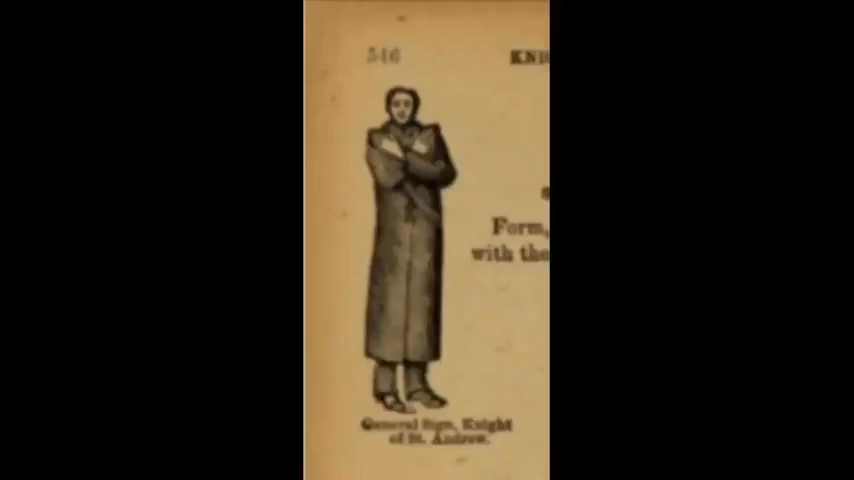 546 KNI
Form,
with the
General Sign, Knight
of St. Andrew.